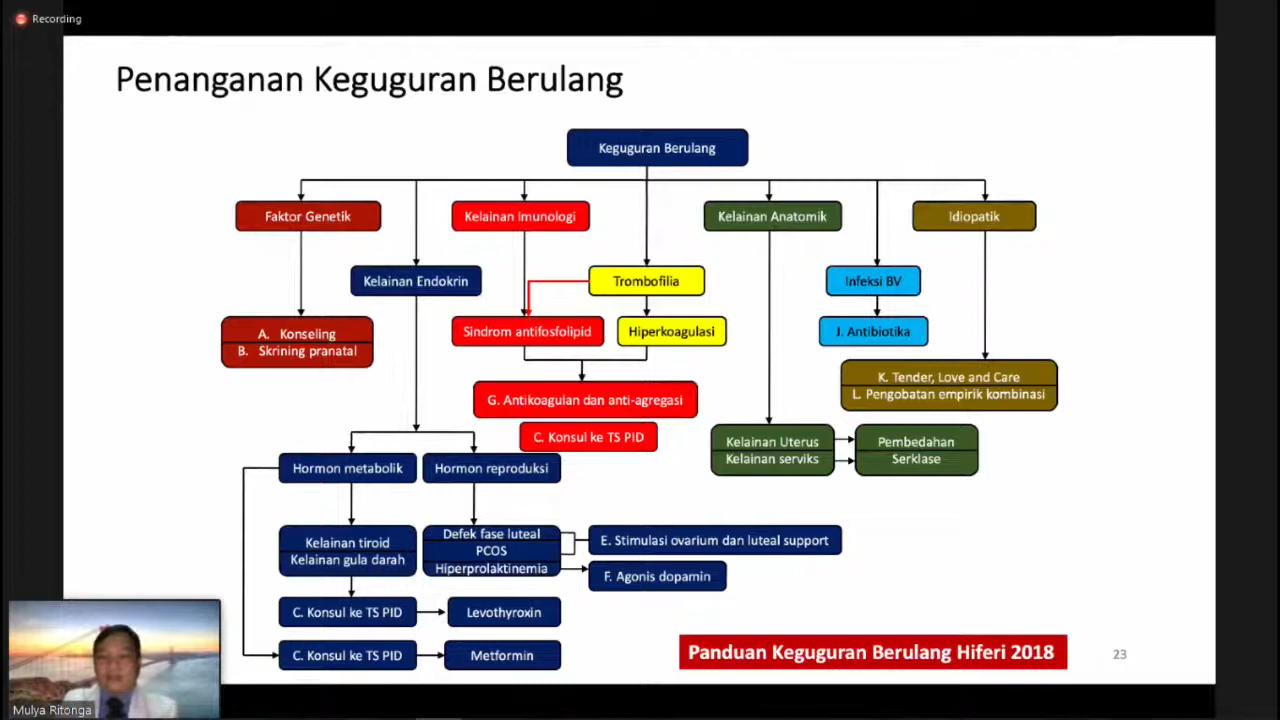 Recording
Penanganan Keguguran Berulang
Keguguran Berulang
Faktor Genetik
Kelainan Imunologi
Kelainan Anatomik
Idiopatik
Kelainan Endokrin
Trombofilia
Infeksi BV
A. Konseling
B. Skrining pranatal
Sindrom antifosfolipid
Hiperkoagulasi
J. Antibiotika
K. Tender, Love and Care
L. Pengobatan empirik kombinasi
G. Antikoagulan dan anti-agregasi
C. Konsul ke TS PID
Kelainan Uterus
Kelainan serviks
Pembedahan
Serklase
Hormon metabolik
Hormon reproduksi
Kelainan tiroid
Kelainan gula darah
Defek fase luteal
PCOS
Hiperprolaktinemia
E. Stimulasi ovarium dan luteal support
F. Agonis dopamin
C. Konsul ke TS PID
Levothyroxin
C. Konsul ke TS PID
Metformin
Panduan Keguguran Berulang Hiferi 2018
23
Mulya Ritonga